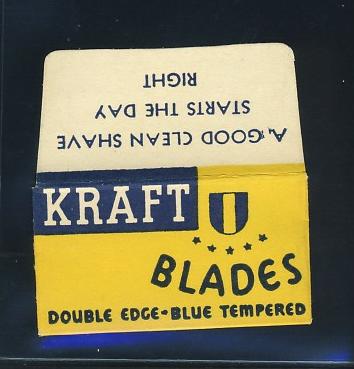 A GOOD CLEAN SHAVE
STARTS THE DAY
RIGHT
KRAFT
BLADES
DOUBLE EDGE-BLUE TEMPERED